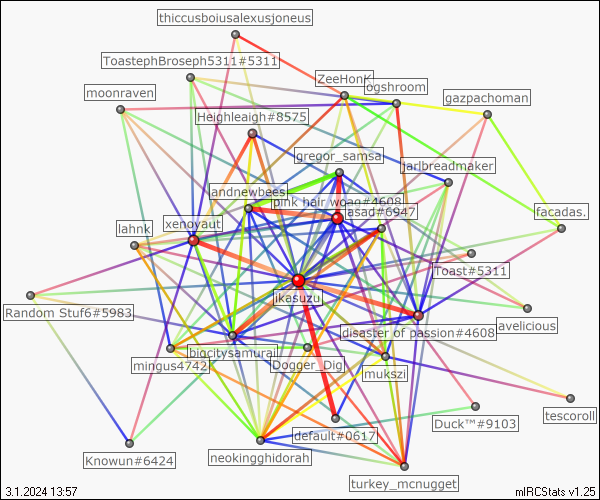 thiccusboiusalexusjoneus
ToastephBroseph5311#5311
ZeeHonK
ogshroom
moonraven
gazpachoman
Heighleaigh#8575
gregor_samsa
jarlbreadmaker
landnewbees
pink hair woag#4608
asad#6947
xenoyaut
facadas.
lahnk
Toast#5311
ikasuzu
Random Stuf6#5983
avelicious
disaster of passion#4608
biocitysamurai
mingus4742
Dogger_Dig
mukszi
tescoroll
Duck™#9103
default#0617
neokingghidorah
Knowun#6424
turkey_mcnugget
3.1.2024 13:57
mIRCStats v1.25